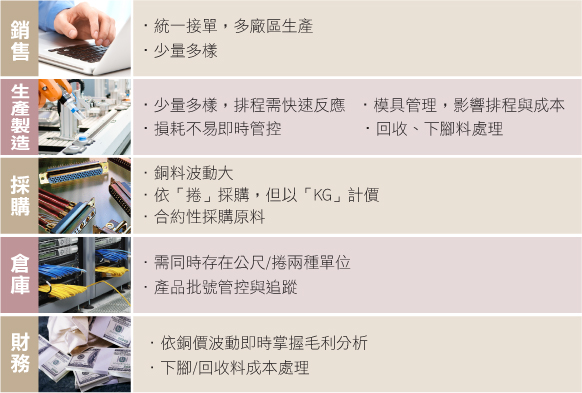 銷售
・統一接單，多廠區生產
・少量多樣
生產製造
・少量多樣，排程需快速反應 ・模具管理，影響排程與成本
・損耗不易即時管控 ・回收、下腳料處理
採購
・銅料波動大
・依「捲」採購，但以「KG」計價
・合約性採購原料
倉庫
・需同時存在公尺/捲兩種單位
・產品批號管控與追蹤
財務
・依銅價波動即時掌握毛利分析
・下腳/回收料成本處理